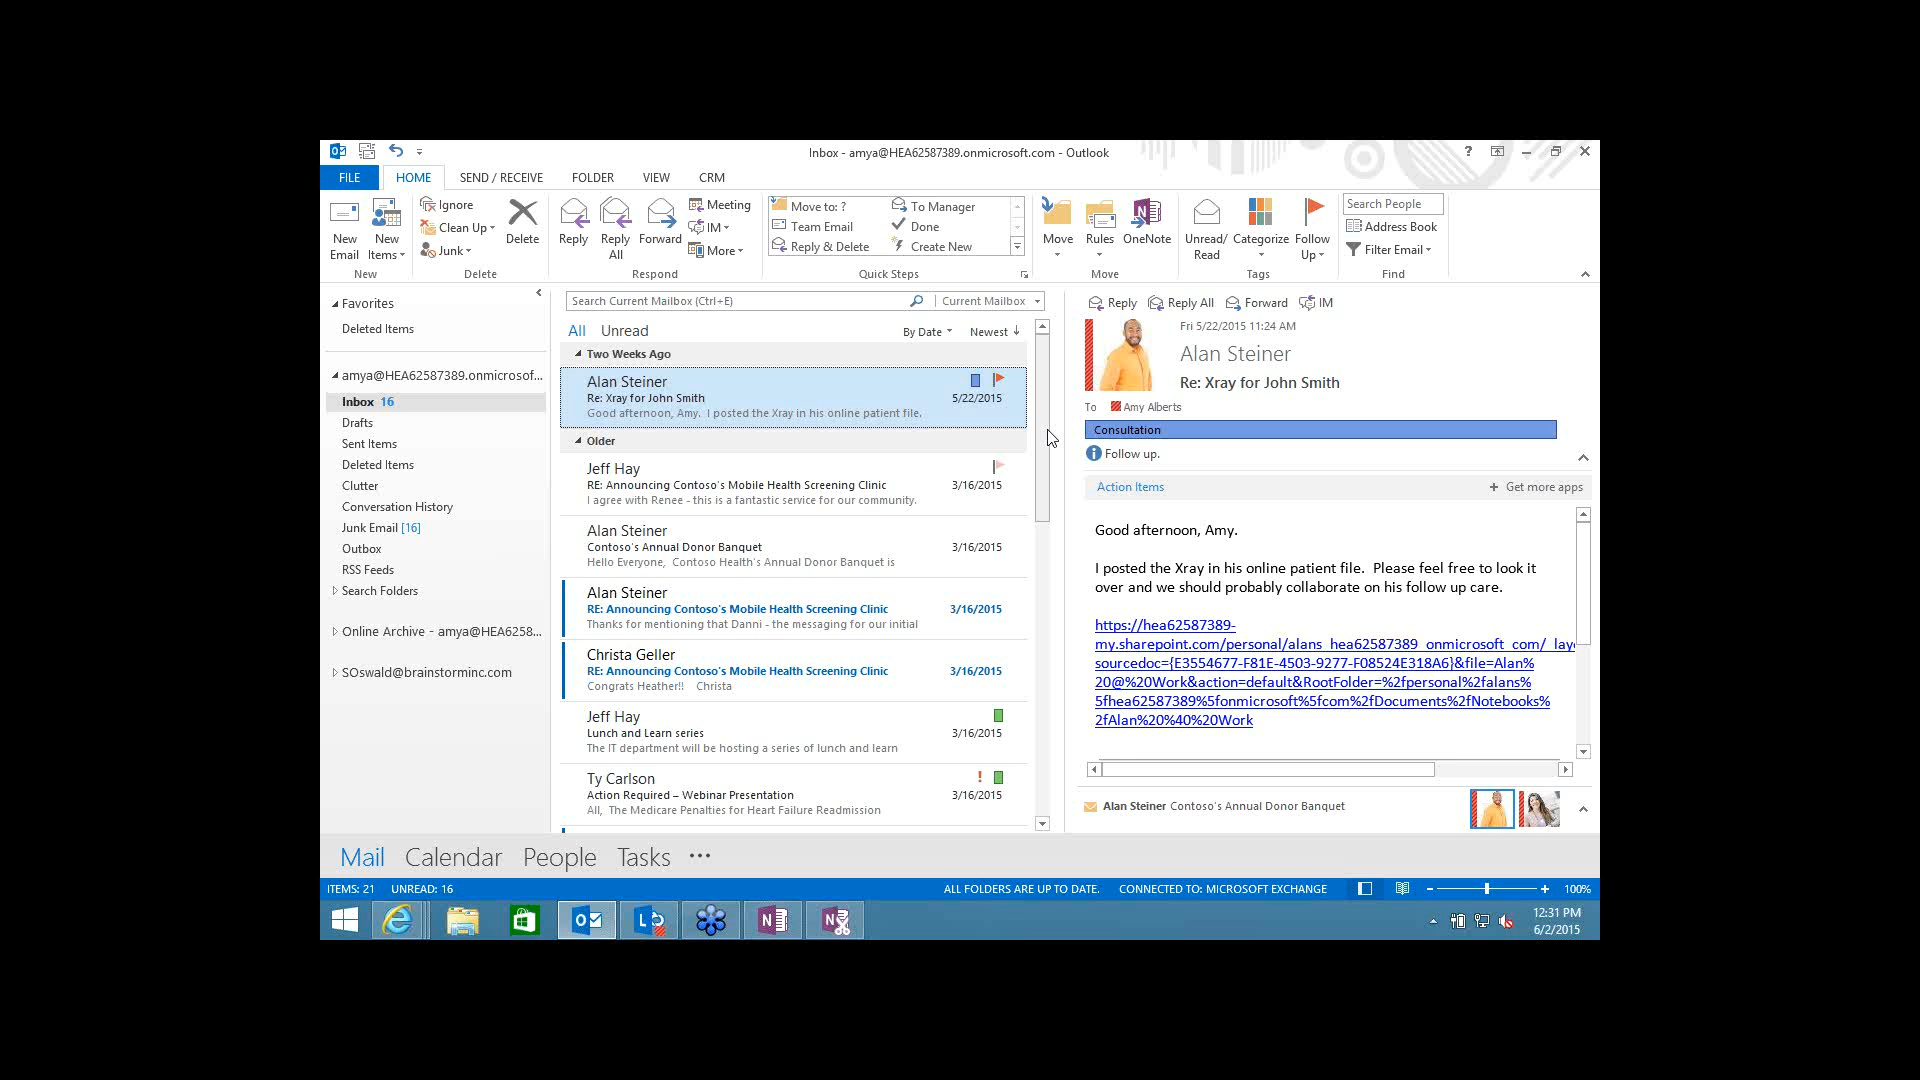 Inbox - amya@HEA62587389.onmicrosoft.com - Outlook
?
FILE HOME SEND / RECEIVE FOLDER VIEW CRM
New Email
New Items
New
Ignore
Clean Up
Junk
Delete
Delete
Reply
Reply All
Forward
Meeting
IM
More
Respond
Move to: ?
Team Email
Reply & Delete
To Manager
Done
Create New
Quick Steps
Move
Rules
OneNote
Move
Unread/ Read
Categorize
Follow Up
Tags
Search People
Address Book
Filter Email
Find
Favorites
Deleted Items
amya@HEA62587389.onmicrosof...
Inbox 16
Drafts
Sent Items
Deleted Items
Clutter
Conversation History
Junk Email [16]
Outbox
RSS Feeds
Search Folders
Online Archive - amya@HEA6258...
SOswald@brainstorminc.com
Search Current Mailbox (Ctrl+E)
Current Mailbox
All Unread
By Date Newest
Two Weeks Ago
Alan Steiner
Re: Xray for John Smith 5/22/2015
Good afternoon, Amy. I posted the Xray in his online patient file.
Older
Jeff Hay
RE: Announcing Contoso's Mobile Health Screening Clinic 3/16/2015
I agree with Renee - this is a fantastic service for our community.
Alan Steiner
Contoso's Annual Donor Banquet 3/16/2015
Hello Everyone, Contoso Health's Annual Donor Banquet is
Alan Steiner
RE: Announcing Contoso's Mobile Health Screening Clinic 3/16/2015
Thanks for mentioning that Danni - the messaging for our initial
Christa Geller
RE: Announcing Contoso's Mobile Health Screening Clinic 3/16/2015
Congrats Heather!! Christa
Jeff Hay
Lunch and Learn series 3/16/2015
The IT department will be hosting a series of lunch and learn
Ty Carlson
Action Required – Webinar Presentation 3/16/2015
All, The Medicare Penalties for Heart Failure Readmission
Reply Reply All Forward IM
Fri 5/22/2015 11:24 AM
Alan Steiner
Re: Xray for John Smith
To Amy Alberts
Consultation
Follow up.
Action Items + Get more apps
Good afternoon, Amy.
I posted the Xray in his online patient file. Please feel free to look it
over and we should probably collaborate on his follow up care.
https://hea62587389-
my.sharepoint.com/personal/alans_hea62587389_onmicrosoft_com/_lay
sourcedoc={E3554677-F81E-4503-9277-F08524E318A6}&file=Alan%
20@%20Work&action=default&RootFolder=%2fpersonal%2falans%
5fhea62587389%5fonmicrosoft%5fcom%2fDocuments%2fNotebooks%
2fAlan%20%40%20Work
Alan Steiner Contoso's Annual Donor Banquet
Mail Calendar People Tasks ...
ITEMS: 21 UNREAD: 16
ALL FOLDERS ARE UP TO DATE. CONNECTED TO: MICROSOFT EXCHANGE
100%
12:31 PM
6/2/2015